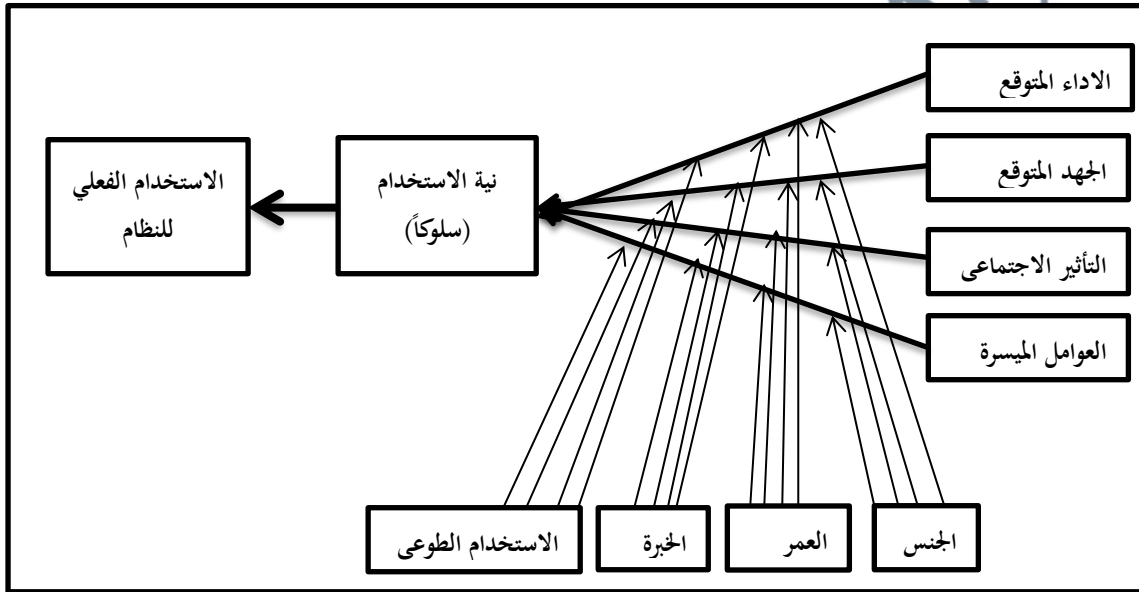 الاداء المتوقع
الجهد المتوقع
التأثير الاجتماعى
العوامل الميسرة
نية الاستخدام
(سلوكاً)
الاستخدام الفعلي
للنظام
الجنس
العمر
الخبرة
الاستخدام الطوعى